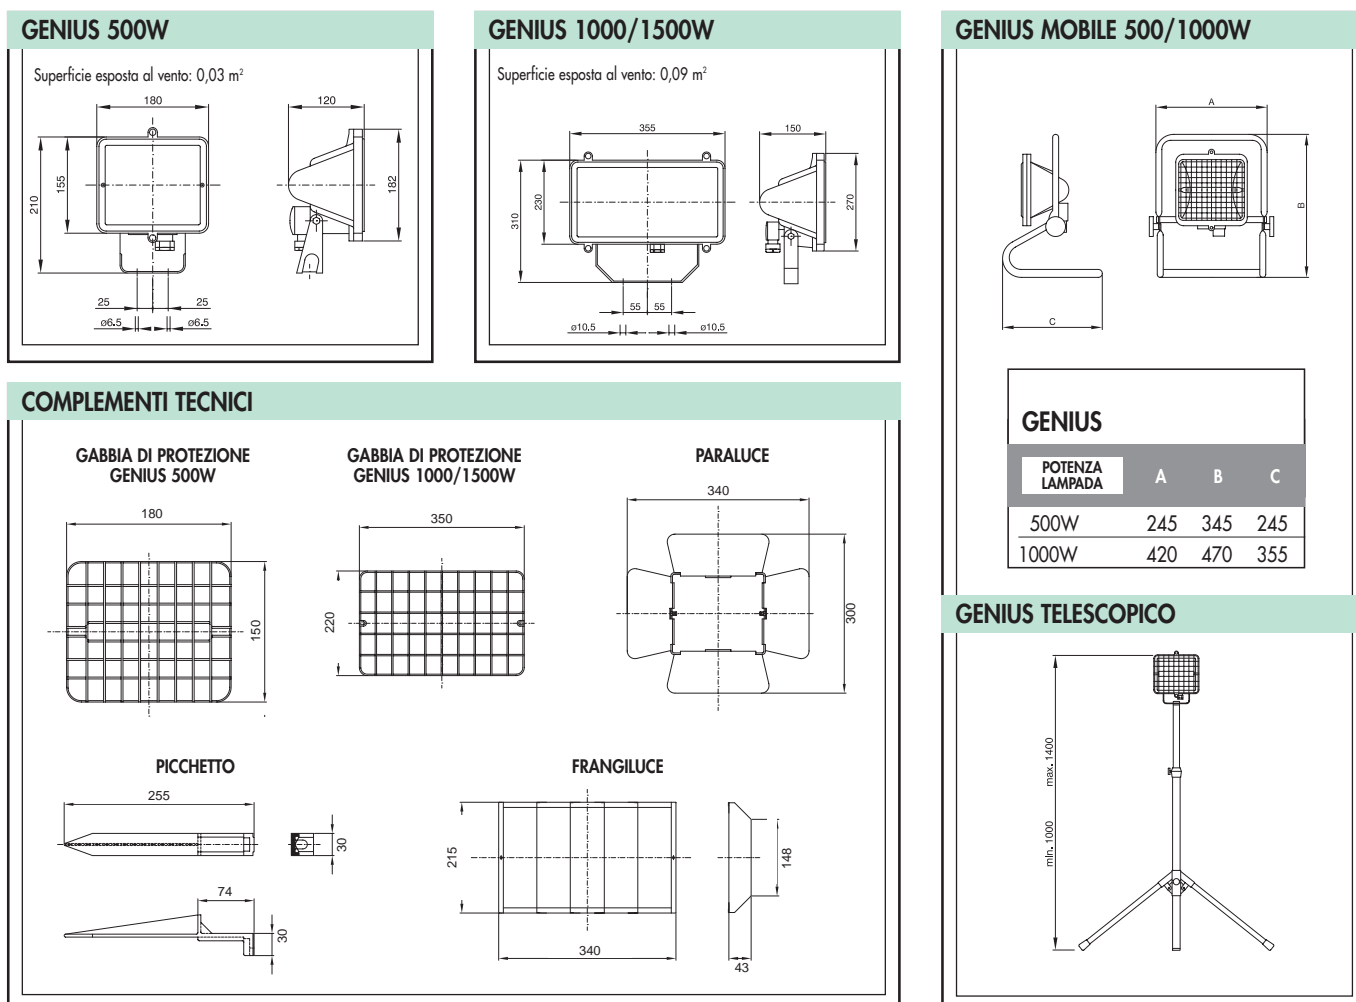 GENIUS 500W
Superficie esposta al vento: 0,03 m²
180
120
210
155
182
25
25
ø6.5
ø6.5
GENIUS 1000/1500W
Superficie esposta al vento: 0,09 m²
355
150
310
230
270
55
55
ø10,5
ø10,5
GENIUS MOBILE 500/1000W
A
B
C
GENIUS
POTENZA
LAMPADA
A B C
500W 245 345 245
1000W 420 470 355
COMPLEMENTI TECNICI
GABBIA DI PROTEZIONE
GENIUS 500W
180
150
GABBIA DI PROTEZIONE
GENIUS 1000/1500W
350
220
PARALUCE
340
300
PICCHETTO
255
30
74
30
FRANGILUCE
215
340
148
43
GENIUS TELESCOPICO
max. 1400
min. 1000